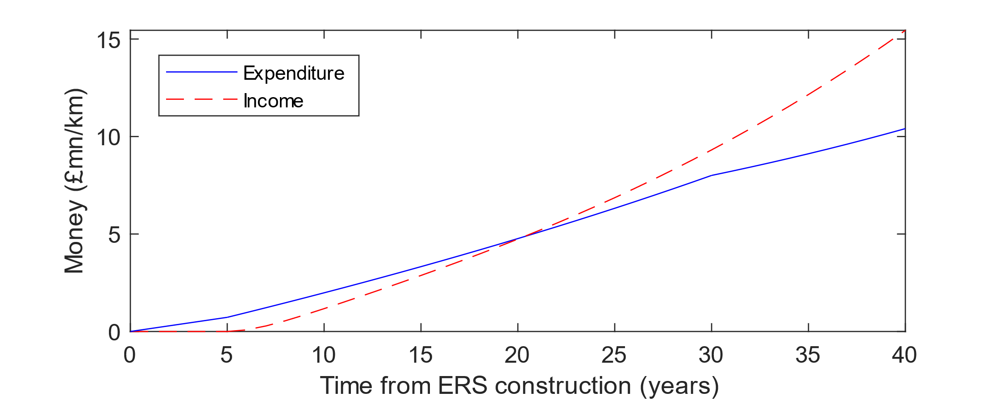 15
10
5
0
Money (£mn/km)
Expenditure
Income
0 5 10 15 20 25 30 35 40
Time from ERS construction (years)